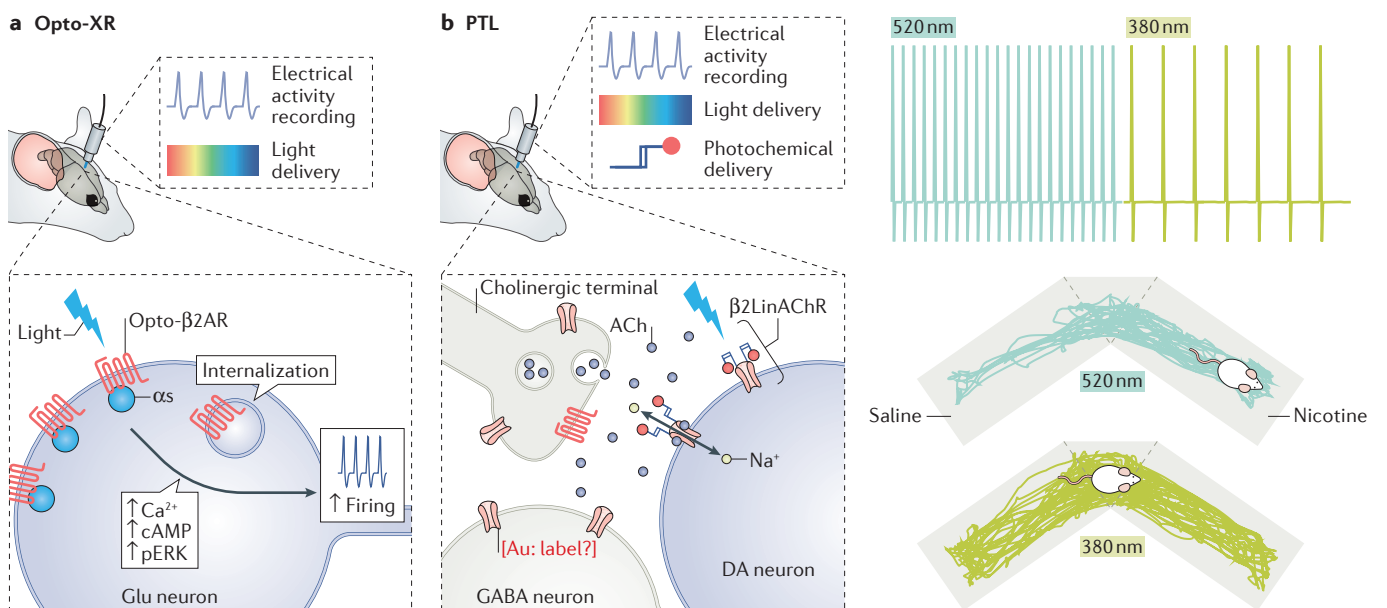 a Opto-XR
Electrical
activity
recording
Light
delivery
Light
Opto-β2AR
Internalization
αs
↑ Ca²⁺
↑ cAMP
↑ pERK
↑ Firing
Glu neuron
b PTL
Electrical
activity
recording
Light delivery
Photochemical
delivery
Cholinergic terminal
ACh
β2LinAChR
Na⁺
[Au: label?]
GABA neuron
DA neuron
520 nm
380 nm
520 nm
Saline
Nicotine
380 nm